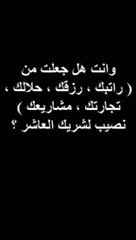 وانت هل جعلت من
( راتبك ، رزقك ، حلالك ،
تجارتك ، مشاريعك )
نصيب لشريك العاشر ؟